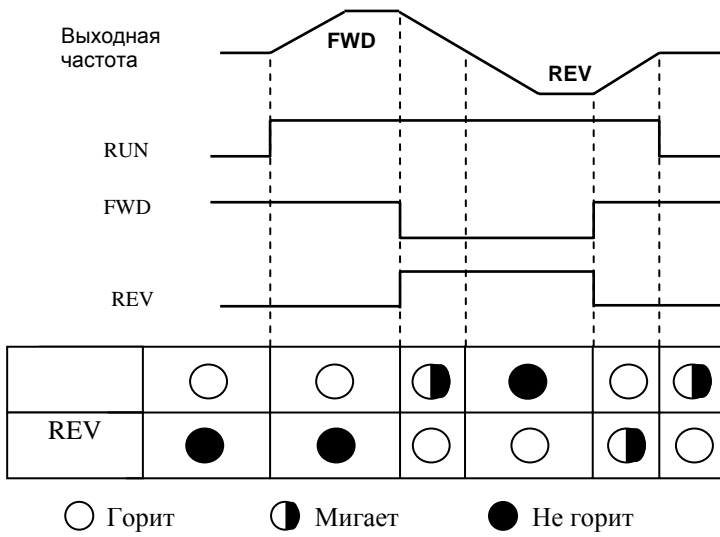 Выходная
частота
FWD
REV
RUN
FWD
REV
REV
Горит Мигает Не горит